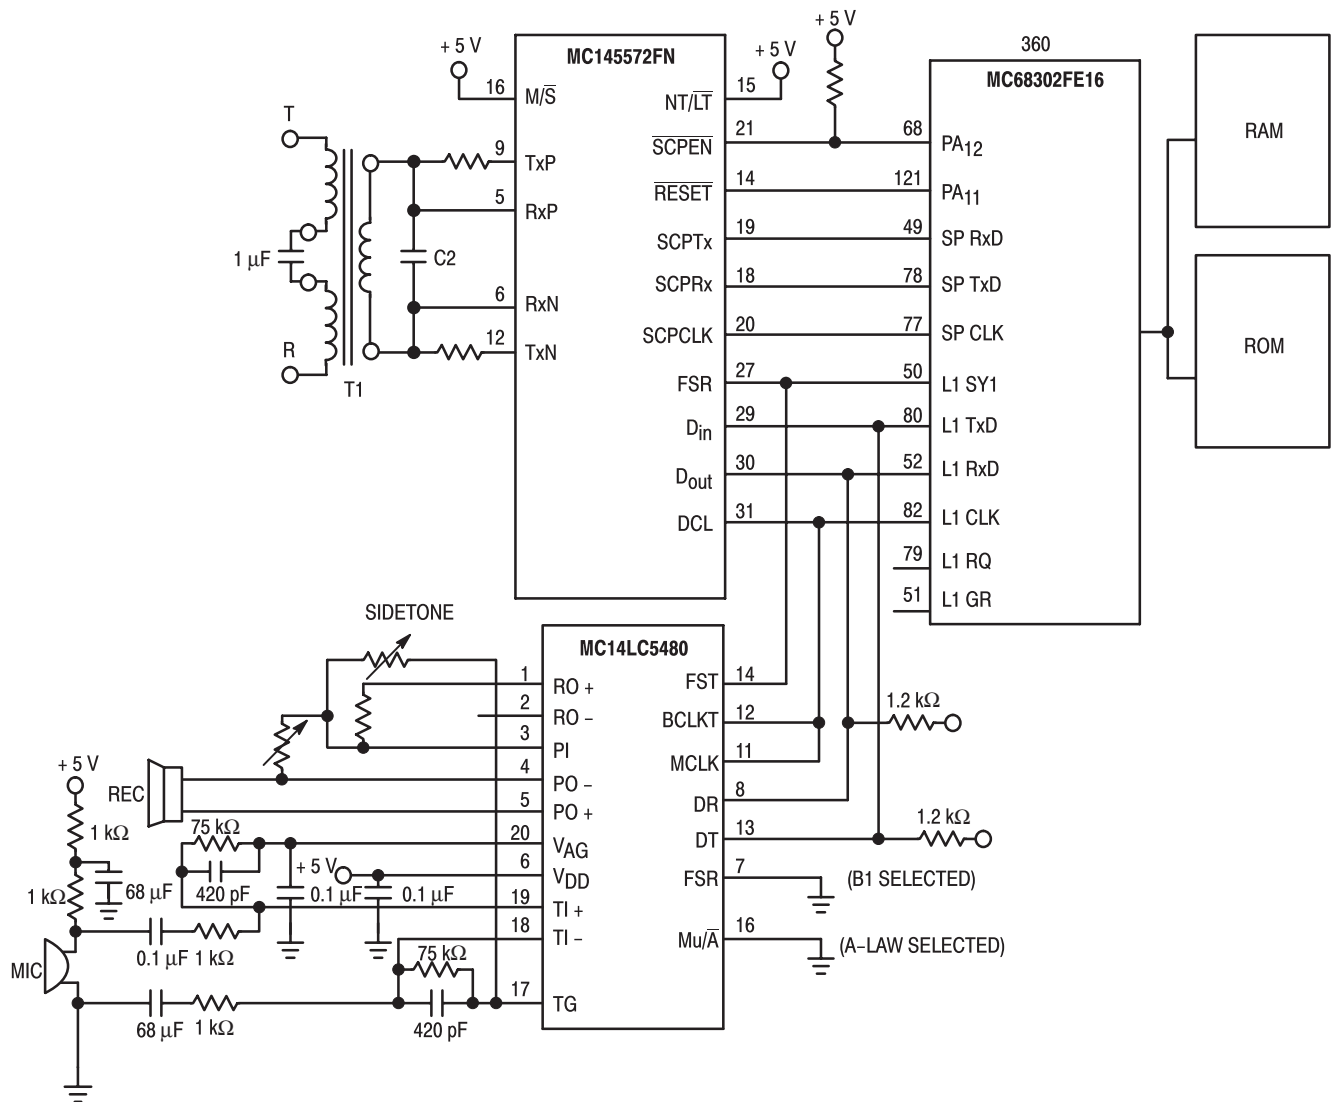 + 5 V
360
+ 5 V
MC145572FN
+ 5 V
MC68302FE16
16
M/S̅
NT/L̅T̅
15
RAM
T
S̅C̅P̅E̅N̅
21
68
PA12
9
TxP
R̅E̅S̅E̅T̅
14
121
PA11
5
RxP
SCPTx
19
49
SP RxD
1 μF
C2
SCPRx
18
78
SP TxD
6
RxN
SCPCLK
20
77
SP CLK
ROM
R
12
TxN
T1
FSR
27
50
L1 SY1
Din
29
80
L1 TxD
Dout
30
52
L1 RxD
DCL
31
82
L1 CLK
79
L1 RQ
51
L1 GR
SIDETONE
MC14LC5480
1
RO +
FST
14
2
RO –
BCLKT
12
1.2 kΩ
3
PI
MCLK
11
+ 5 V
REC
4
PO –
DR
8
5
PO +
DT
13
1.2 kΩ
1 kΩ
75 kΩ
20
VAG
+ 5 V
6
VDD
FSR
7
(B1 SELECTED)
1 kΩ
68 μF
420 pF
0.1 μF
0.1 μF
19
TI +
18
TI –
Mu/A̅
16
(A–LAW SELECTED)
MIC
0.1 μF
1 kΩ
75 kΩ
17
TG
68 μF
1 kΩ
420 pF